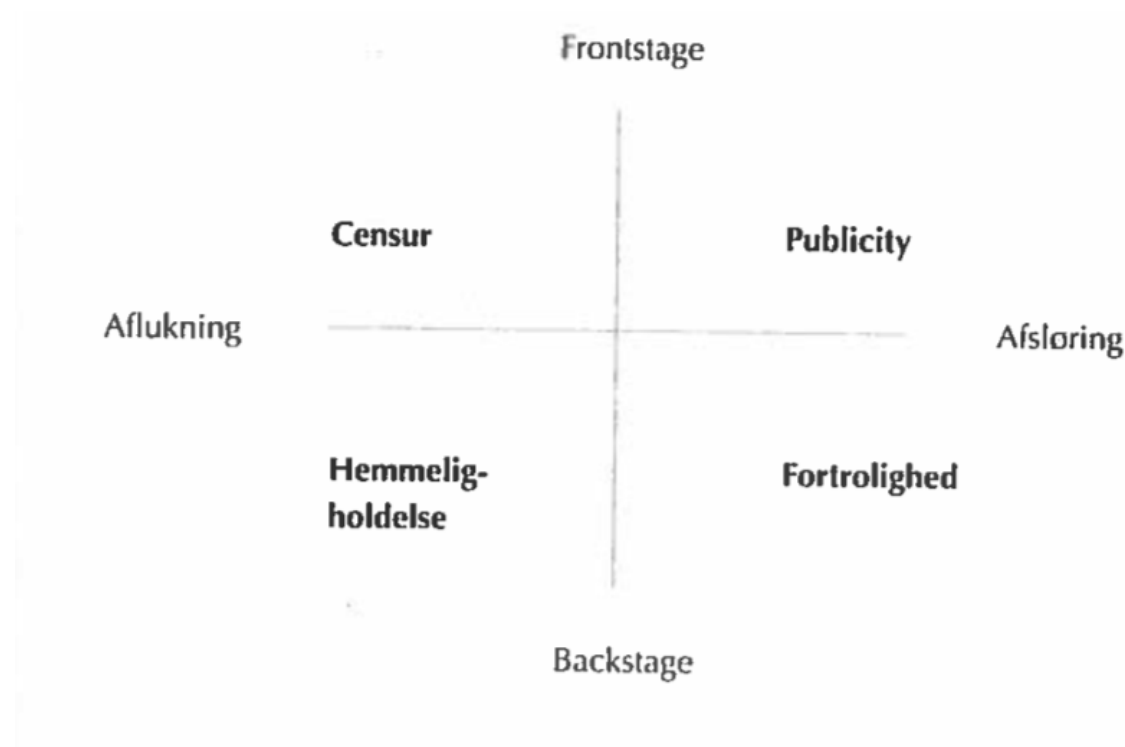 Frontstage
Censur
Publicity
Aflukning
Afsløring
Hemmelig-
holdelse
Fortrolighed
Backstage